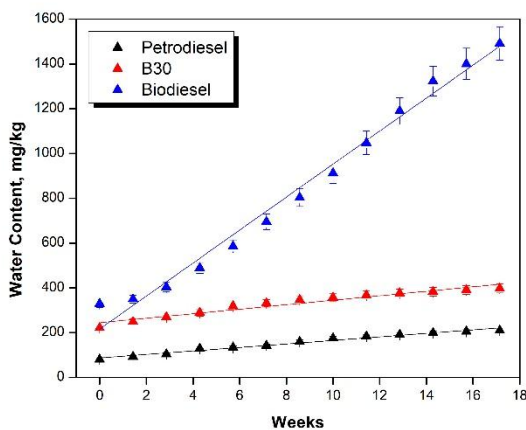 1600
1400
1200
1000
800
600
400
200
0
Water Content, mg/kg
Petrodiesel
B30
Biodiesel
0 2 4 6 8 10 12 14 16 18
Weeks